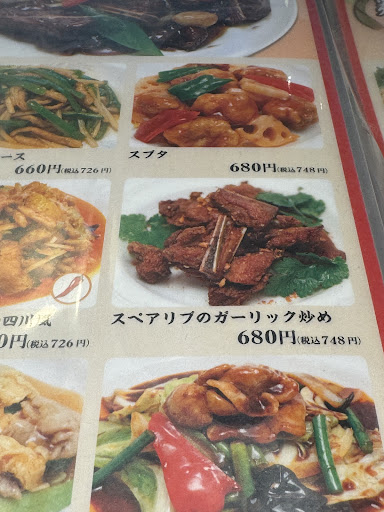 ース
660円(税込726円)
スブタ
680円(税込748円)
四川風
0円(税込726円)
スペアリブのガーリック炒め
680円(税込748円)